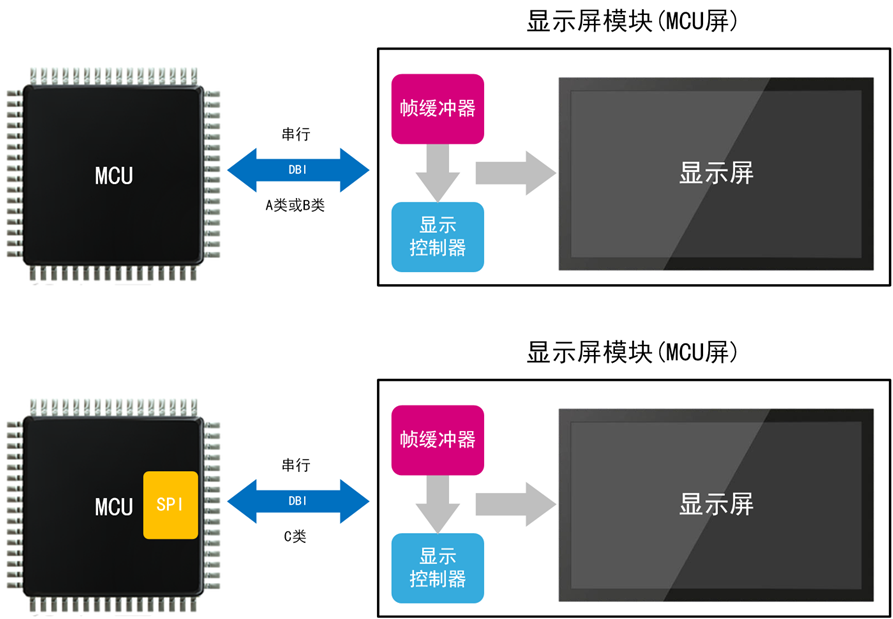 显示屏模块(MCU屏)
MCU
串行
DBI
A类或B类
帧缓冲器
显示
控制器
显示屏
显示屏模块(MCU屏)
MCU
SPI
串行
DBI
C类
帧缓冲器
显示
控制器
显示屏